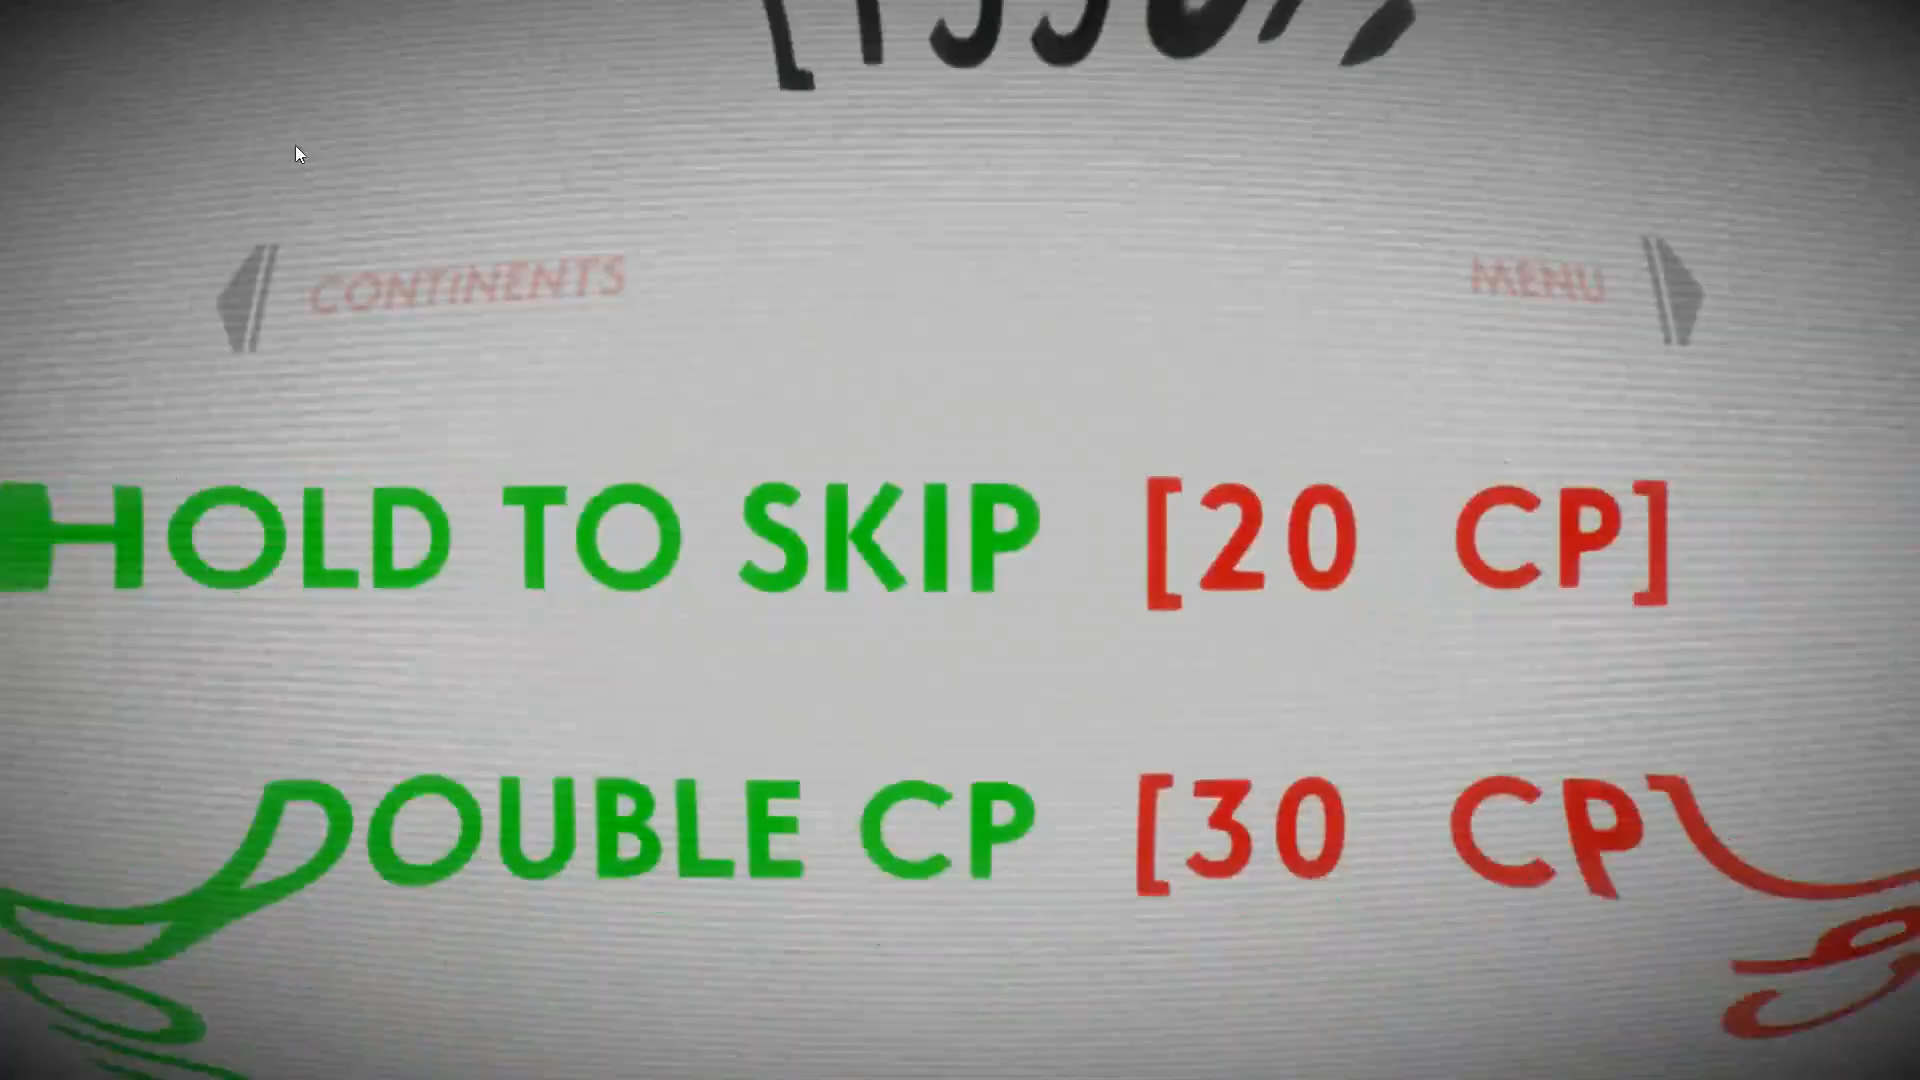 CONTINENTS MENU
HOLD TO SKIP [20 CP]
DOUBLE CP [30 CP